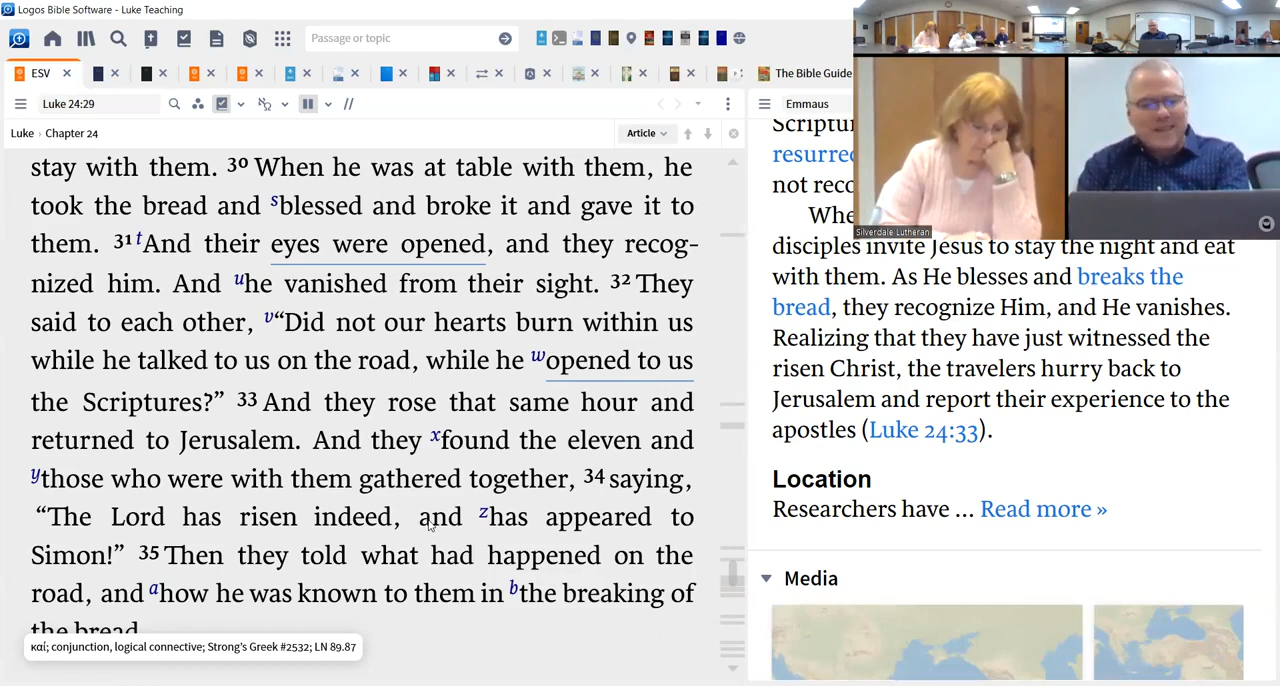 Logos Bible Software - Luke Teaching
Passage or topic
ESV
The Bible Guide
Luke 24:29
Emmaus
Luke › Chapter 24
Article
stay with them. 30 When he was at table with them, he
took the bread and sblessed and broke it and gave it to
them. 31 tAnd their eyes were opened, and they recog-
nized him. And uhe vanished from their sight. 32 They
said to each other, v“Did not our hearts burn within us
while he talked to us on the road, while he wopened to us
the Scriptures?” 33 And they rose that same hour and
returned to Jerusalem. And they xfound the eleven and
ythose who were with them gathered together, 34 saying,
“The Lord has risen indeed, and zhas appeared to
Simon!” 35 Then they told what had happened on the
road, and ahow he was known to them in bthe breaking of
the bread
καί; conjunction, logical connective; Strong's Greek #2532; LN 89.87
Silverdale Lutheran
not reco
Whe
disciples invite Jesus to stay the night and eat
with them. As He blesses and breaks the
bread, they recognize Him, and He vanishes.
Realizing that they have just witnessed the
risen Christ, the travelers hurry back to
Jerusalem and report their experience to the
apostles (Luke 24:33).
Location
Researchers have ... Read more »
Media